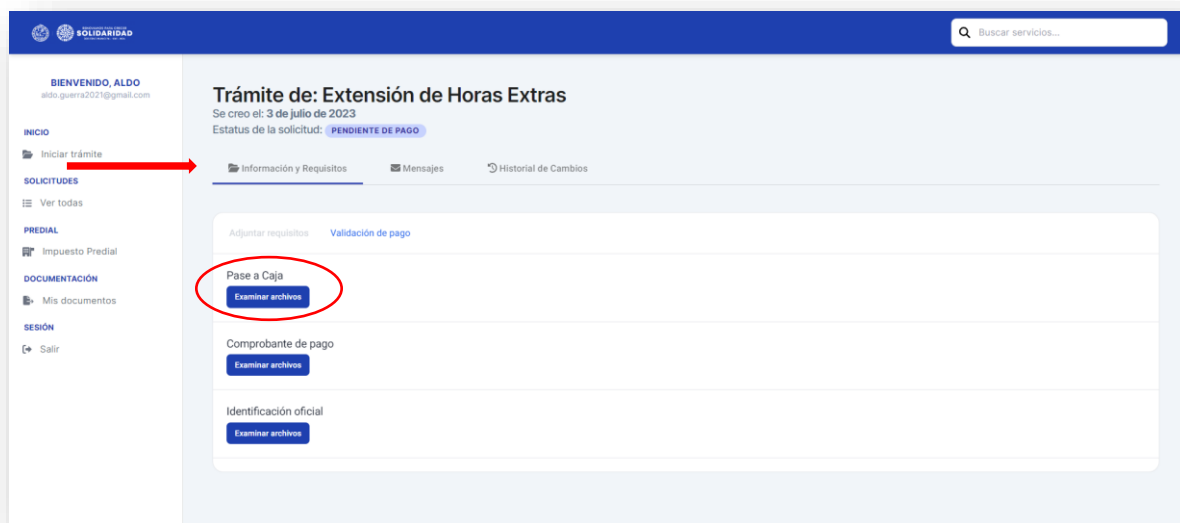 SOLIDARIDAD
Buscar servicios...
BIENVENIDO, ALDO
aldo.guerra2021@gmail.com
INICIO
Iniciar trámite
SOLICITUDES
Ver todas
PREDIAL
Impuesto Predial
DOCUMENTACIÓN
Mis documentos
SESIÓN
Salir
Trámite de: Extensión de Horas Extras
Se creo el: 3 de julio de 2023
Estatus de la solicitud: PENDIENTE DE PAGO
Información y Requisitos Mensajes Historial de Cambios
Adjuntar requisitos Validación de pago
Pase a Caja
Examinar archivos
Comprobante de pago
Examinar archivos
Identificación oficial
Examinar archivos